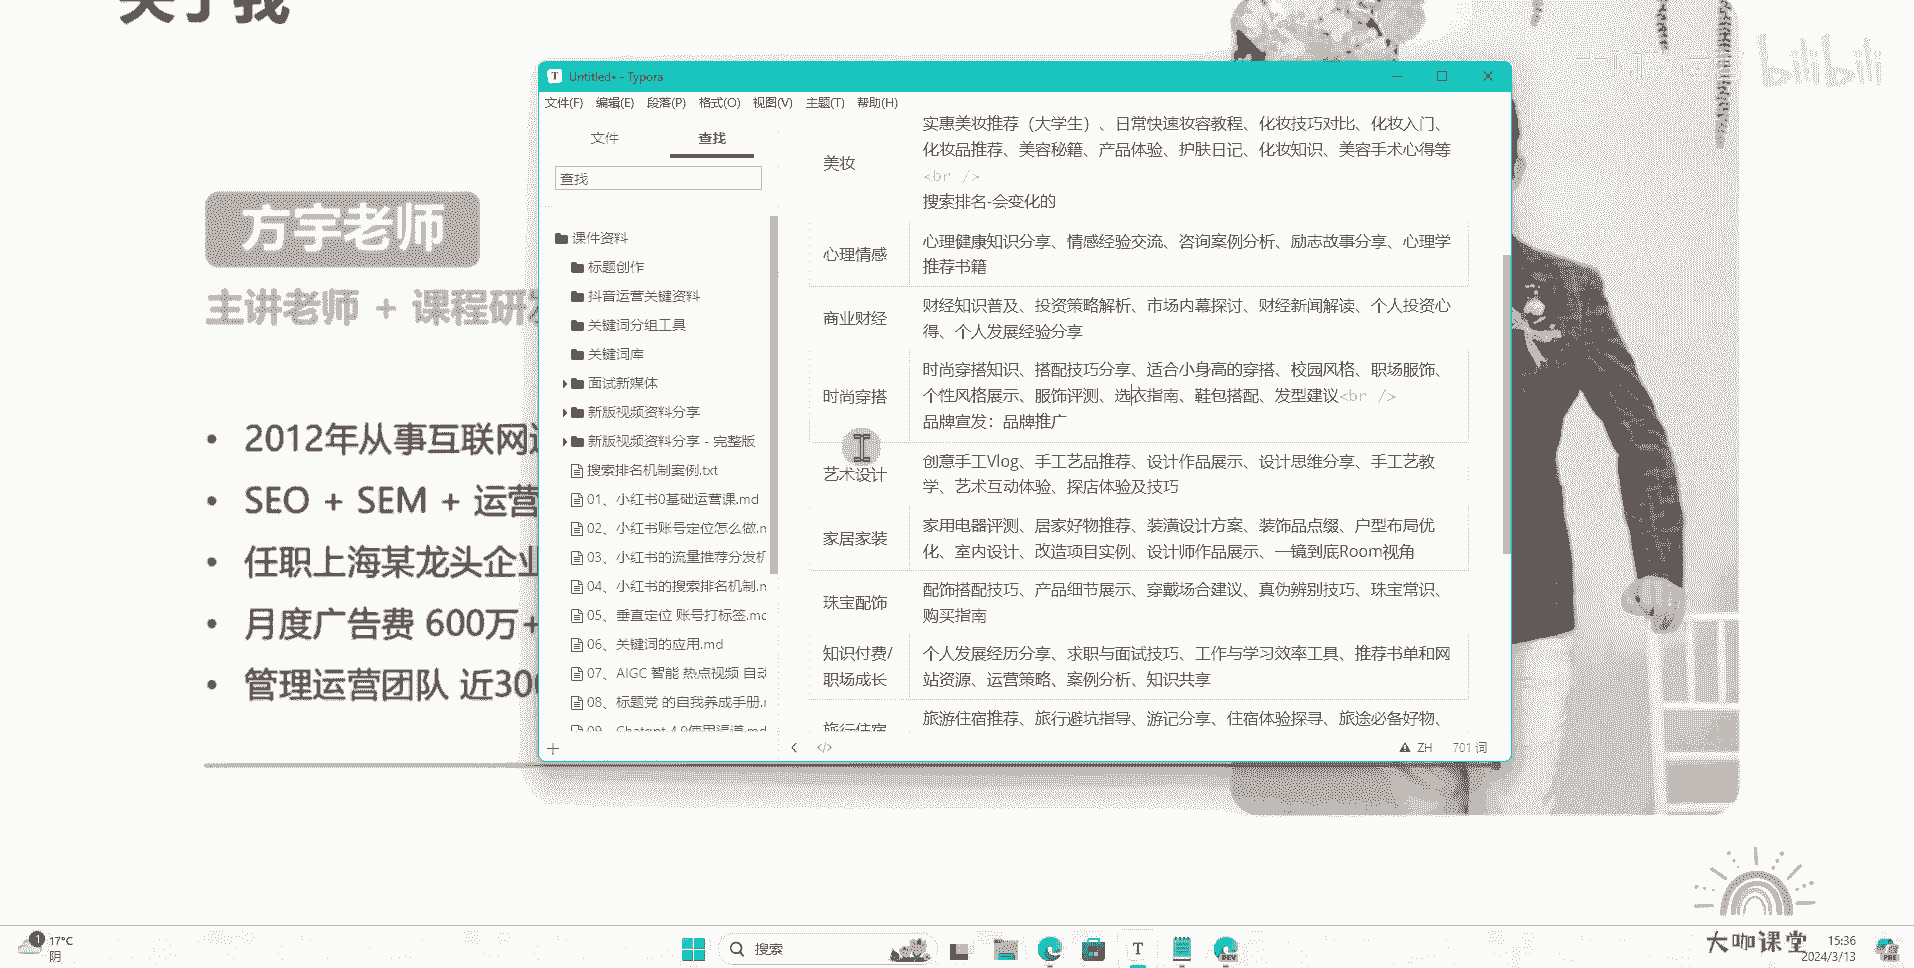 关于我
bilibili
方宇老师
主讲老师 + 课程研发
• 2012年从事互联网
• SEO + SEM + 运营
• 任职上海某龙头企业
• 月度广告费 600万+
• 管理运营团队 近300
Untitled• - Typora
文件(F) 编辑(E) 段落(P) 格式(O) 视图(V) 主题(T) 帮助(H)
文件 查找
查找
课件资料
标题创作
抖音运营关键资料
关键词分组工具
关键词库
面试新媒体
新版视频资料分享
新版视频资料分享 - 完整版
搜索排名机制案例.txt
01、小红书0基础运营课.md
02、小红书账号定位怎么做.m
03、小红书的流量推荐分发机
04、小红书的搜索排名机制.m
05、垂直定位 账号打标签.md
06、关键词的应用.md
07、AIGC 智能 热点视频 自动
08、标题党 的自我养成手册.m
09、Chatgpt 4.0使用渠道.md
美妆
实惠美妆推荐（大学生）、日常快速妆容教程、化妆技巧对比、化妆入门、
化妆品推荐、美容秘籍、产品体验、护肤日记、化妆知识、美容手术心得等
<br />
搜索排名-会变化的
心理情感
心理健康知识分享、情感经验交流、咨询案例分析、励志故事分享、心理学
推荐书籍
商业财经
财经知识普及、投资策略解析、市场内幕探讨、财经新闻解读、个人投资心
得、个人发展经验分享
时尚穿搭
时尚穿搭知识、搭配技巧分享、适合小身高的穿搭、校园风格、职场服饰、
个性风格展示、服饰评测、选衣指南、鞋包搭配、发型建议<br />
品牌宣发：品牌推广
艺术设计
创意手工Vlog、手工艺品推荐、设计作品展示、设计思维分享、手工艺教
学、艺术互动体验、探店体验及技巧
家居家装
家用电器评测、居家好物推荐、装潢设计方案、装饰品点缀、户型布局优
化、室内设计、改造项目实例、设计师作品展示、一镜到底Room视角
珠宝配饰
配饰搭配技巧、产品细节展示、穿戴场合建议、真伪辨别技巧、珠宝常识、
购买指南
知识付费/
职场成长
个人发展经历分享、求职与面试技巧、工作与学习效率工具、推荐书单和网
站资源、运营策略、案例分析、知识共享
旅行住宿
旅游住宿推荐、旅行避坑指导、游记分享、住宿体验探寻、旅途必备好物、
</> ZH 701 词
大咖课堂
1
17°C
阴
搜索
T
DEV
15:36
2024/3/13
PRE